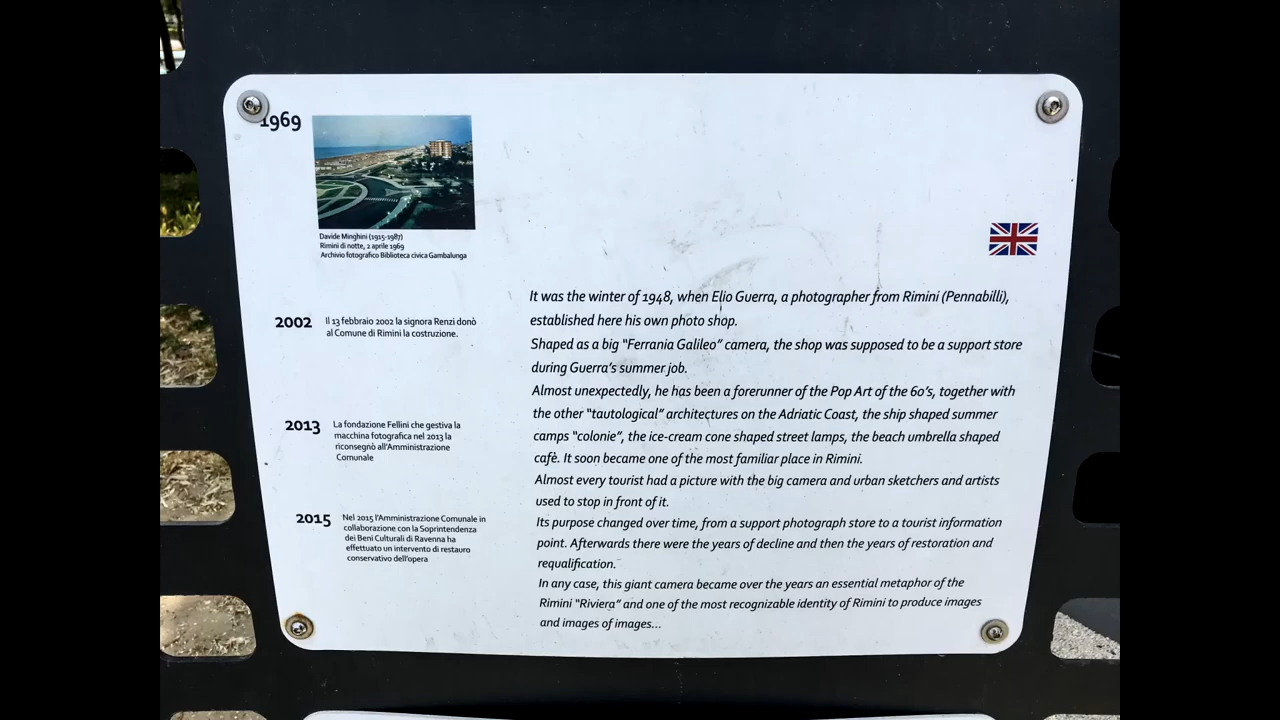 1969
Davide Minghini (1915-1987)
Rimini di notte, 2 aprile 1969
Archivio fotografico Biblioteca civica Gambalunga
2002
Il 13 febbraio 2002 la signora Renzi donò
al Comune di Rimini la costruzione.
2013
La fondazione Fellini che gestiva la
macchina fotografica nel 2013 la
riconsegnò all'Amministrazione
Comunale
2015
Nel 2015 l'Amministrazione Comunale in
collaborazione con la Soprintendenza
dei Beni Culturali di Ravenna ha
effettuato un intervento di restauro
conservativo dell'opera
It was the winter of 1948, when Elio Guerra, a photographer from Rimini (Pennabilli),
established here his own photo shop.
Shaped as a big "Ferrania Galileo" camera, the shop was supposed to be a support store
during Guerra's summer job.
Almost unexpectedly, he has been a forerunner of the Pop Art of the 60's, together with
the other "tautological" architectures on the Adriatic Coast, the ship shaped summer
camps "colonie", the ice-cream cone shaped street lamps, the beach umbrella shaped
cafè. It soon became one of the most familiar place in Rimini.
Almost every tourist had a picture with the big camera and urban sketchers and artists
used to stop in front of it.
Its purpose changed over time, from a support photograph store to a tourist information
point. Afterwards there were the years of decline and then the years of restoration and
requalification.
In any case, this giant camera became over the years an essential metaphor of the
Rimini "Riviera" and one of the most recognizable identity of Rimini to produce images
and images of images...